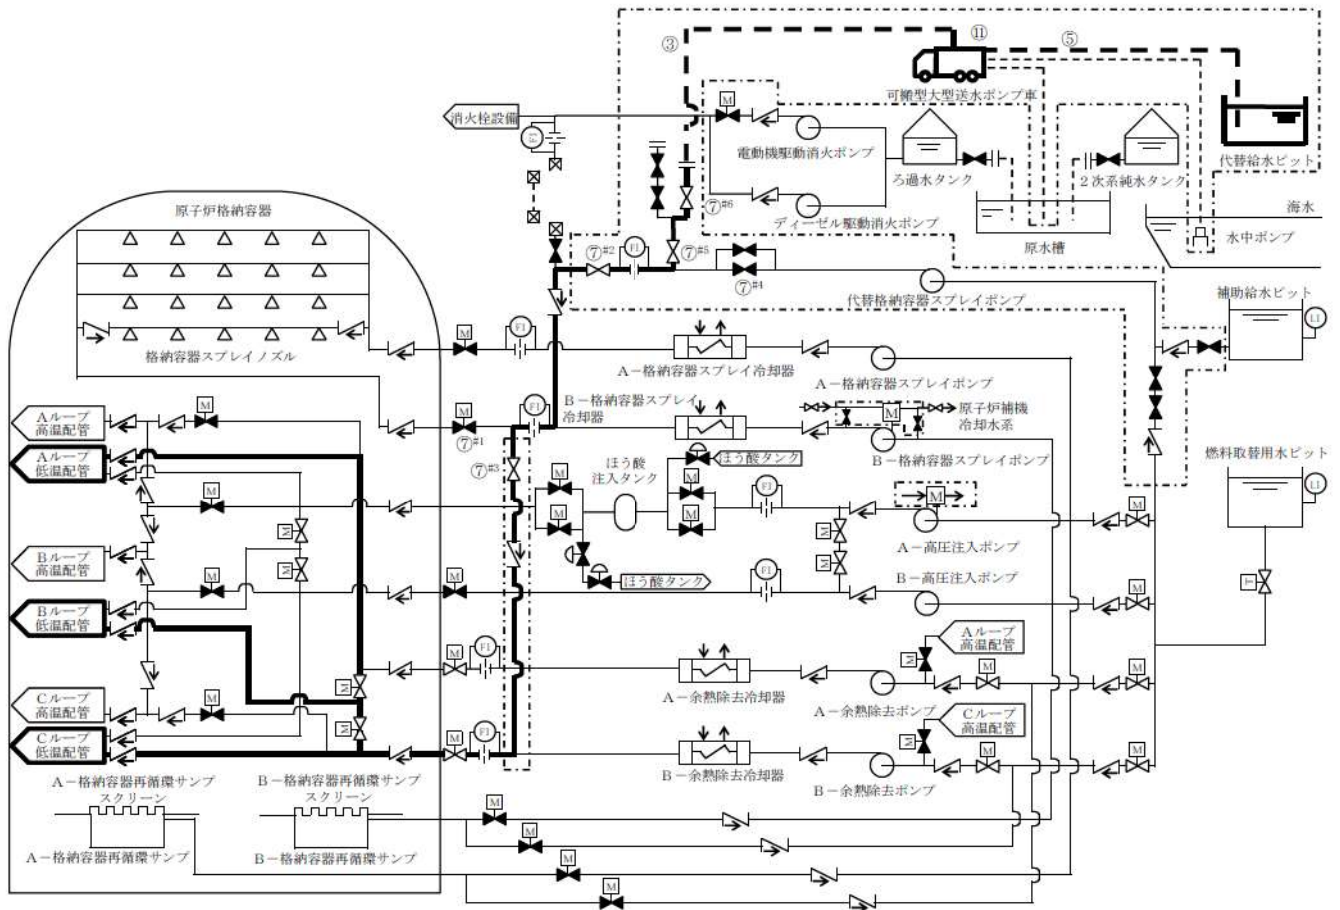 ③
⑪
⑤
可搬型大型送水ポンプ車
消火栓設備
M
FI
電動機駆動消火ポンプ
ろ過水タンク
2次系純水タンク
代替給水ピット
⑦#6
ディーゼル駆動消火ポンプ
原水槽
海水
水中ポンプ
原子炉格納容器
⑦#2
FI
⑦#5
⑦#4
代替格納容器スプレイポンプ
補助給水ピット
LI
格納容器スプレイノズル
M
FI
A-格納容器スプレイ冷却器
A-格納容器スプレイポンプ
B-格納容器スプレイ
冷却器
M
原子炉補機
冷却水系
Aループ
高温配管
M
M
FI
⑦#1
B-格納容器スプレイポンプ
Aループ
低温配管
⑦#3
ほう酸
注入タンク
ほう酸タンク
燃料取替用水ピット
LI
M
M
M
FI
M
M
M
M
M
M
A-高圧注入ポンプ
Bループ
高温配管
M
M
M
M
ほう酸タンク
FI
B-高圧注入ポンプ
T
Bループ
低温配管
M
M
FI
Aループ
高温配管
M
M
M
A-余熱除去冷却器
A-余熱除去ポンプ
Cループ
高温配管
M
M
Cループ
高温配管
Cループ
低温配管
M
M
FI
M
M
M
B-余熱除去冷却器
B-余熱除去ポンプ
A-格納容器再循環サンプ
スクリーン
B-格納容器再循環サンプ
スクリーン
M
M
A-格納容器再循環サンプ
B-格納容器再循環サンプ
M
M